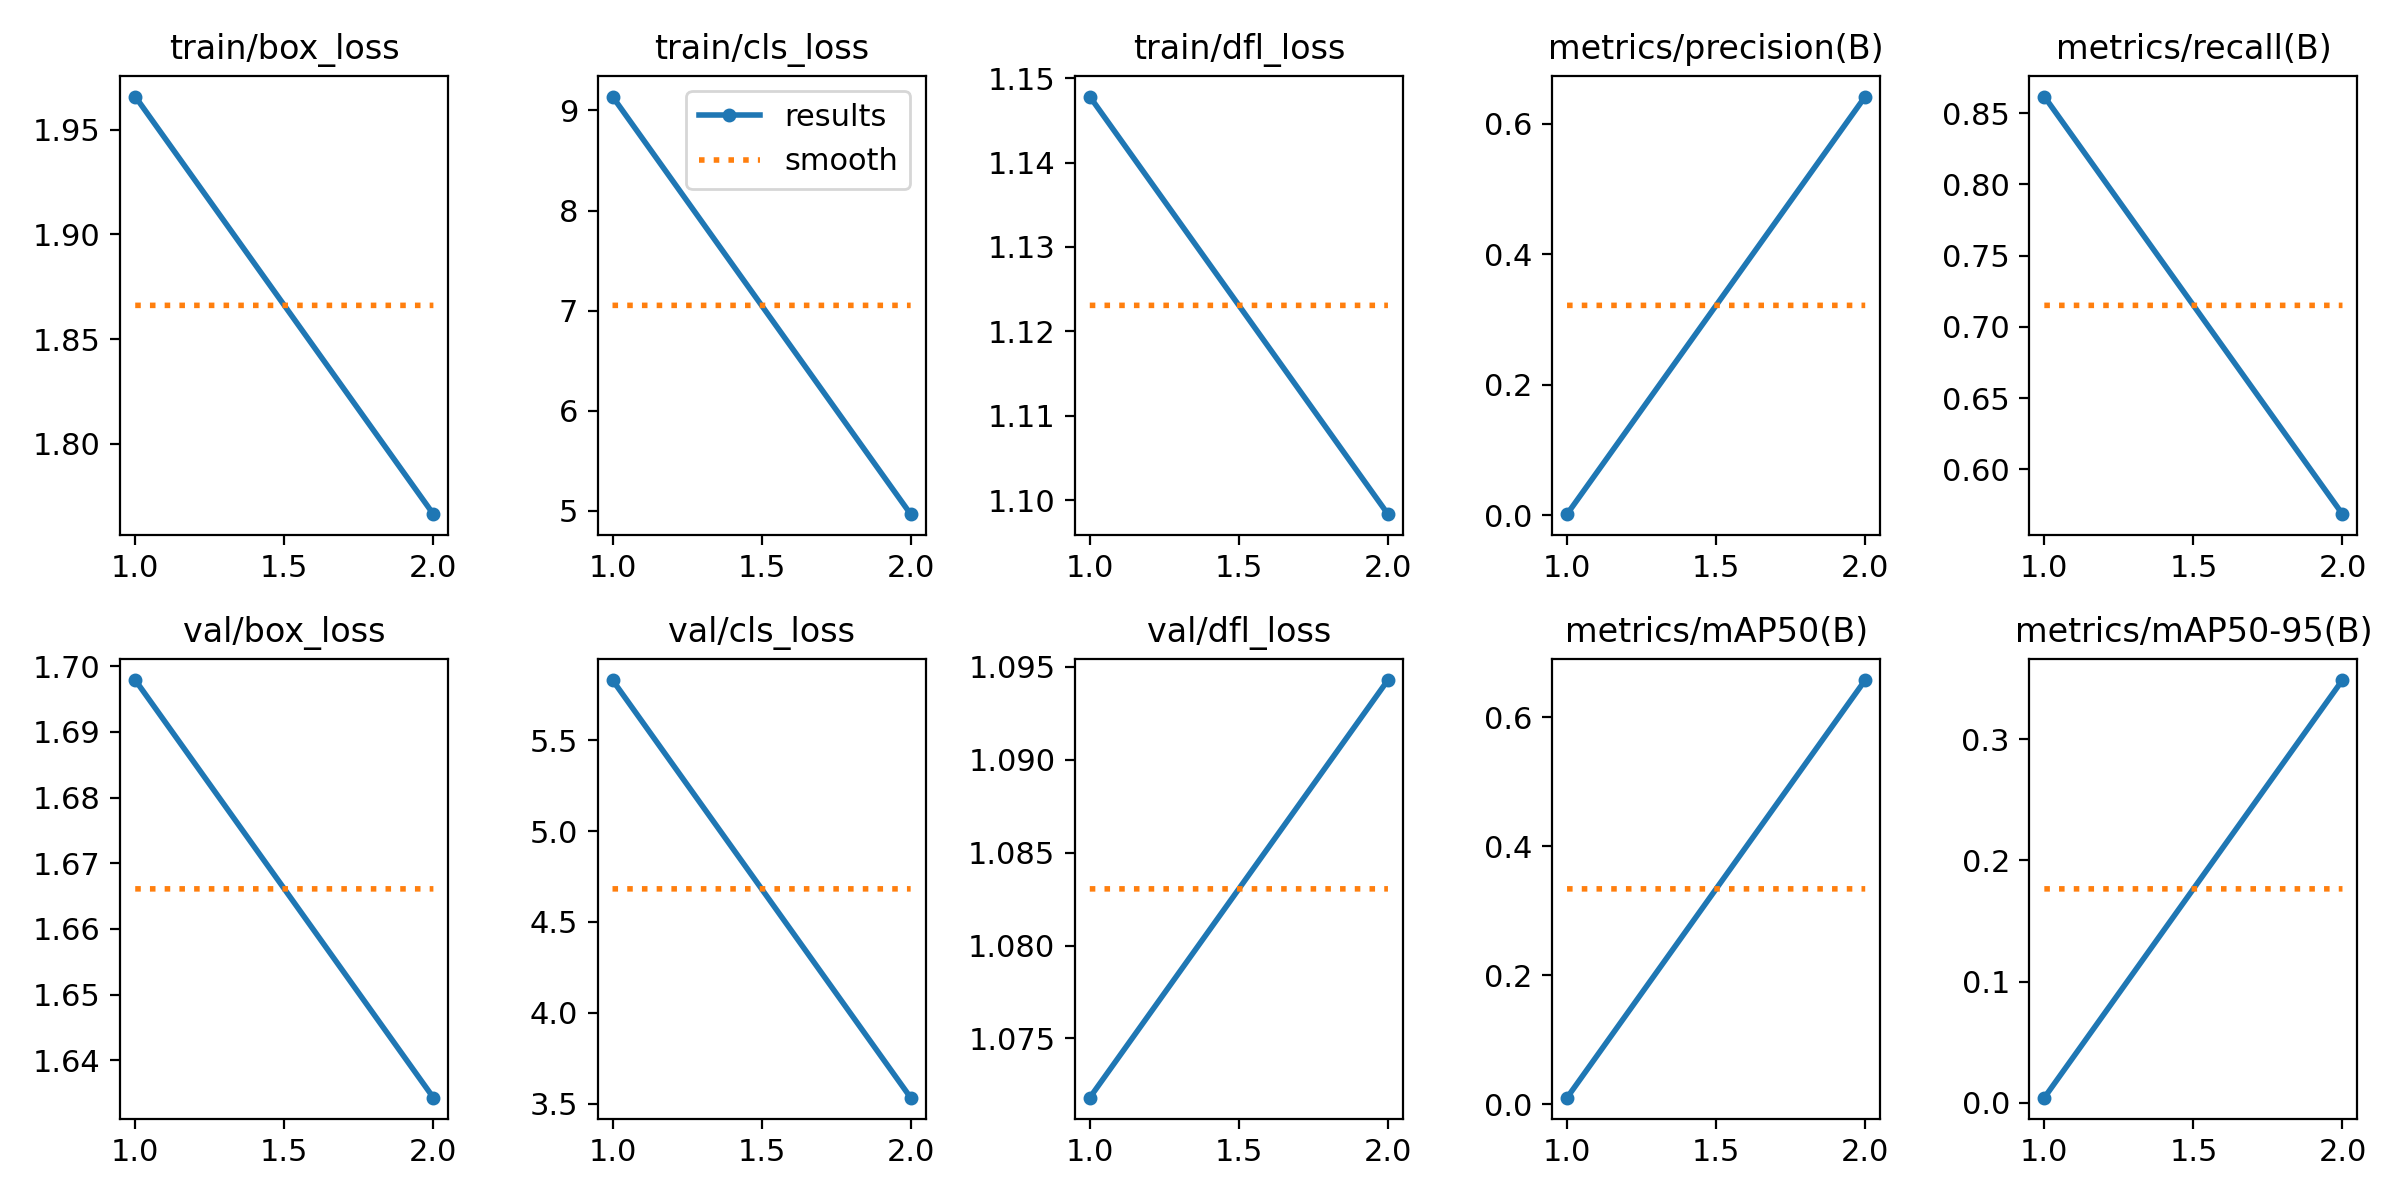 train/box_loss
1.95
1.90
1.85
1.80
1.0 1.5 2.0
train/cls_loss
results
smooth
9
8
7
6
5
1.0 1.5 2.0
train/dfl_loss
1.15
1.14
1.13
1.12
1.11
1.10
1.0 1.5 2.0
metrics/precision(B)
0.6
0.4
0.2
0.0
1.0 1.5 2.0
metrics/recall(B)
0.85
0.80
0.75
0.70
0.65
0.60
1.0 1.5 2.0
val/box_loss
1.70
1.69
1.68
1.67
1.66
1.65
1.64
1.0 1.5 2.0
val/cls_loss
5.5
5.0
4.5
4.0
3.5
1.0 1.5 2.0
val/dfl_loss
1.095
1.090
1.085
1.080
1.075
1.0 1.5 2.0
metrics/mAP50(B)
0.6
0.4
0.2
0.0
1.0 1.5 2.0
metrics/mAP50-95(B)
0.3
0.2
0.1
0.0
1.0 1.5 2.0